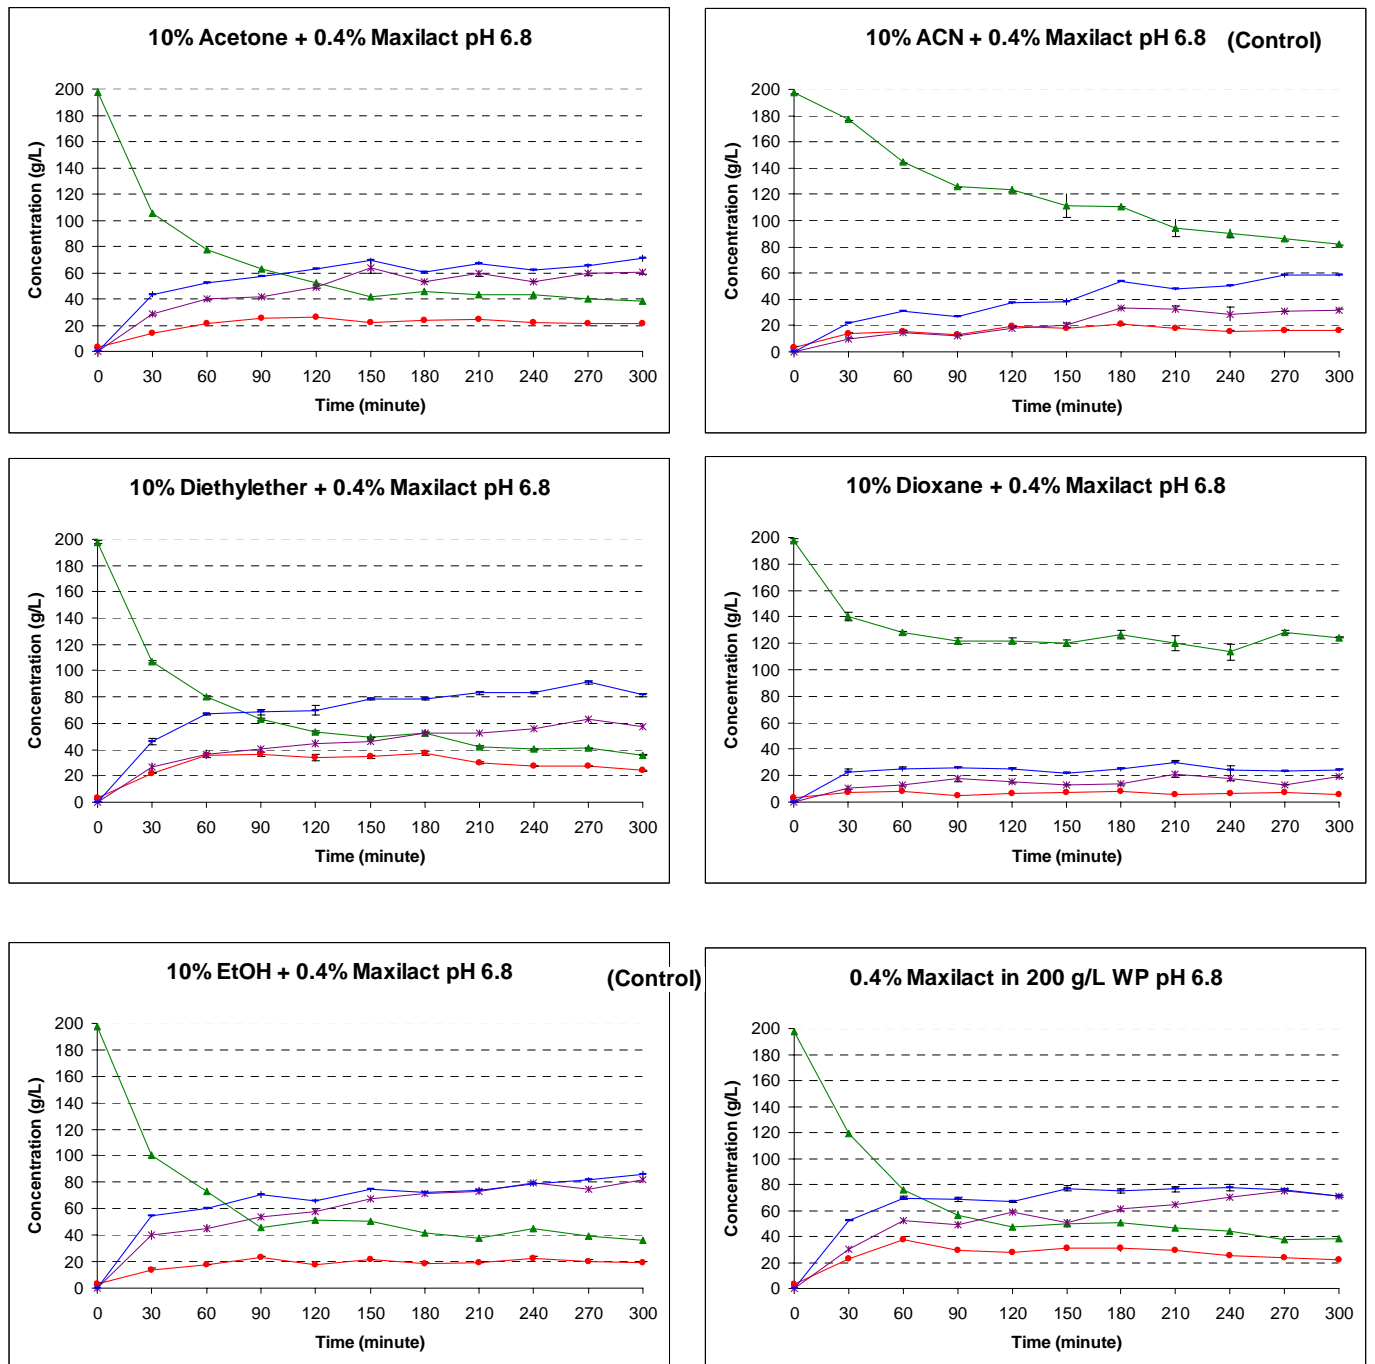 10% Acetone + 0.4% Maxilact pH 6.8
Concentration (g/L)
200
180
160
140
120
100
80
60
40
20
0
0 30 60 90 120 150 180 210 240 270 300
Time (minute)
10% ACN + 0.4% Maxilact pH 6.8 (Control)
Concentration (g/L)
200
180
160
140
120
100
80
60
40
20
0
0 30 60 90 120 150 180 210 240 270 300
Time (minute)
10% Diethylether + 0.4% Maxilact pH 6.8
Concentration (g/L)
200
180
160
140
120
100
80
60
40
20
0
0 30 60 90 120 150 180 210 240 270 300
Time (minute)
10% Dioxane + 0.4% Maxilact pH 6.8
Concentration (g/L)
200
180
160
140
120
100
80
60
40
20
0
0 30 60 90 120 150 180 210 240 270 300
Time (minute)
10% EtOH + 0.4% Maxilact pH 6.8 (Control)
Concentration (g/L)
200
180
160
140
120
100
80
60
40
20
0
0 30 60 90 120 150 180 210 240 270 300
Time (minute)
0.4% Maxilact in 200 g/L WP pH 6.8
Concentration (g/L)
200
180
160
140
120
100
80
60
40
20
0
0 30 60 90 120 150 180 210 240 270 300
Time (minute)